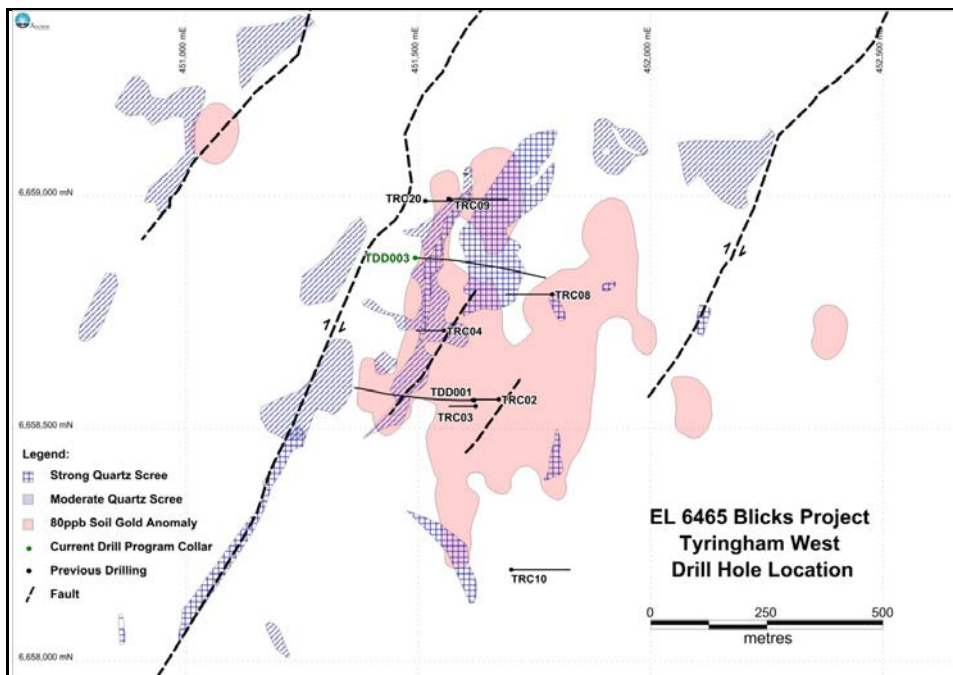 451,000 mE
451,500 mE
452,000 mE
452,500 mE
6,659,000 mN
TRC20
TRC09
TDD003
TRC08
TRC04
TDD001
TRC02
TRC03
6,658,500 mN
Legend:
Strong Quartz Scree
Moderate Quartz Scree
80ppb Soil Gold Anomaly
Current Drill Program Collar
Previous Drilling
Fault
EL 6465 Blicks Project
Tyringham West
Drill Hole Location
TRC10
0 250 500
metres
6,658,000 mN